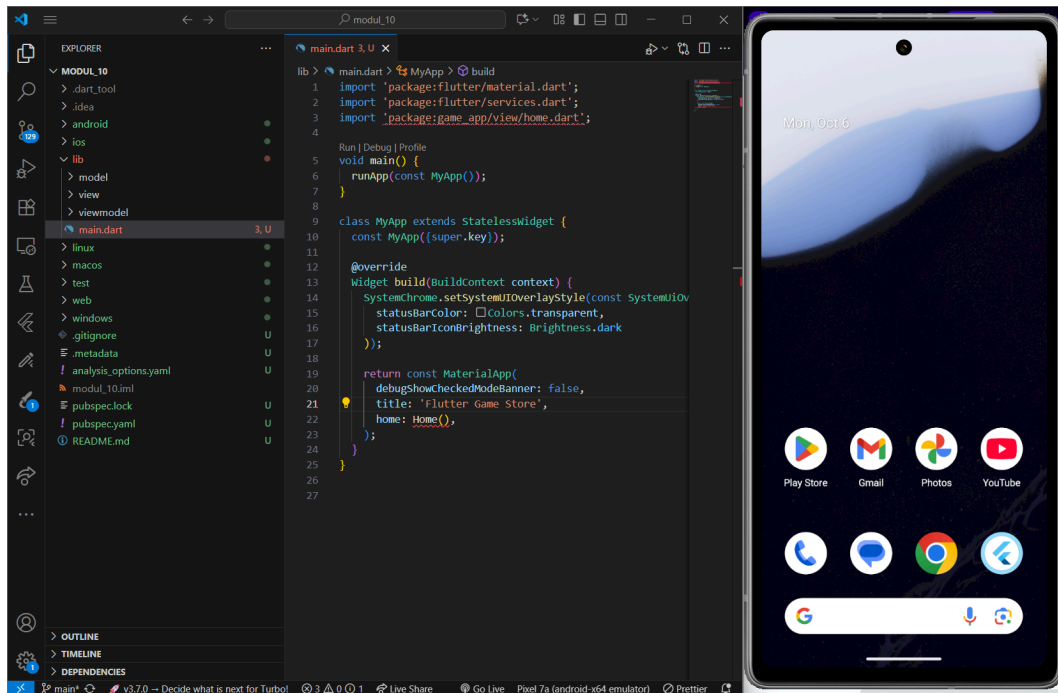 modul_10
EXPLORER
MODUL_10
.dart_tool
.idea
android
ios
lib
model
view
viewmodel
main.dart 3, U
linux
macos
test
web
windows
.gitignore U
.metadata U
analysis_options.yaml U
modul_10.iml
pubspec.lock U
pubspec.yaml U
README.md U
OUTLINE
TIMELINE
DEPENDENCIES
129
1
1
main.dart 3, U
lib > main.dart > MyApp > build
1 import 'package:flutter/material.dart';
2 import 'package:flutter/services.dart';
3 import 'package:game_app/view/home.dart';
4
Run | Debug | Profile
5 void main() {
6 runApp(const MyApp());
7 }
8
9 class MyApp extends StatelessWidget {
10 const MyApp({super.key});
11
12 @override
13 Widget build(BuildContext context) {
14 SystemChrome.setSystemUIOverlayStyle(const SystemUiOv
15 statusBarColor: Colors.transparent,
16 statusBarIconBrightness: Brightness.dark
17 ));
18
19 return const MaterialApp(
20 debugShowCheckedModeBanner: false,
21 title: 'Flutter Game Store',
22 home: Home(),
23 );
24 }
25 }
26
27
main* v3.7.0 → Decide what is next for Turbo! 3 0 1 Live Share Go Live Pixel 7a (android-x64 emulator) Prettier
Mon, Oct 6
Play Store Gmail Photos YouTube